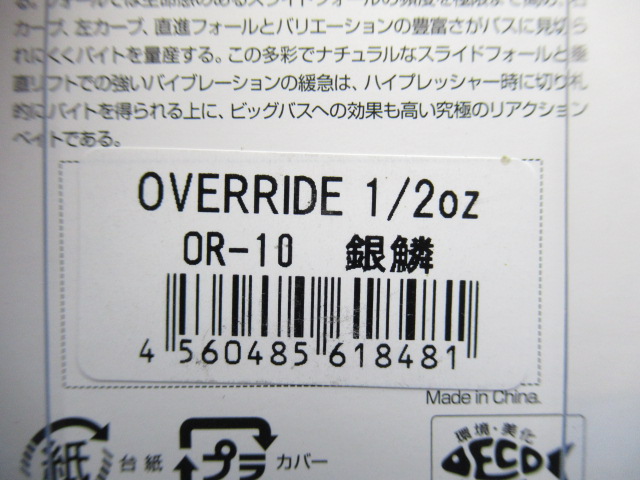 カーブ、左カーブ、直進フォールとバリエーションの豊富さがバスに見切ら
れにくくバイトを量産する。この多彩でナチュラルなスライドフォールと垂
直リフトでの強いバイブレーションの緩急は、ハイプレッシャー時に切り札
的にバイトを得られる上に、ビッグバスへの効果も高い究極のリアクション
ベイトである。
OVERRIDE 1/2oz
OR-10 銀鱗
4 560485 618481
Made in China.
紙 台紙 プラ カバー
環境・美化
ECO